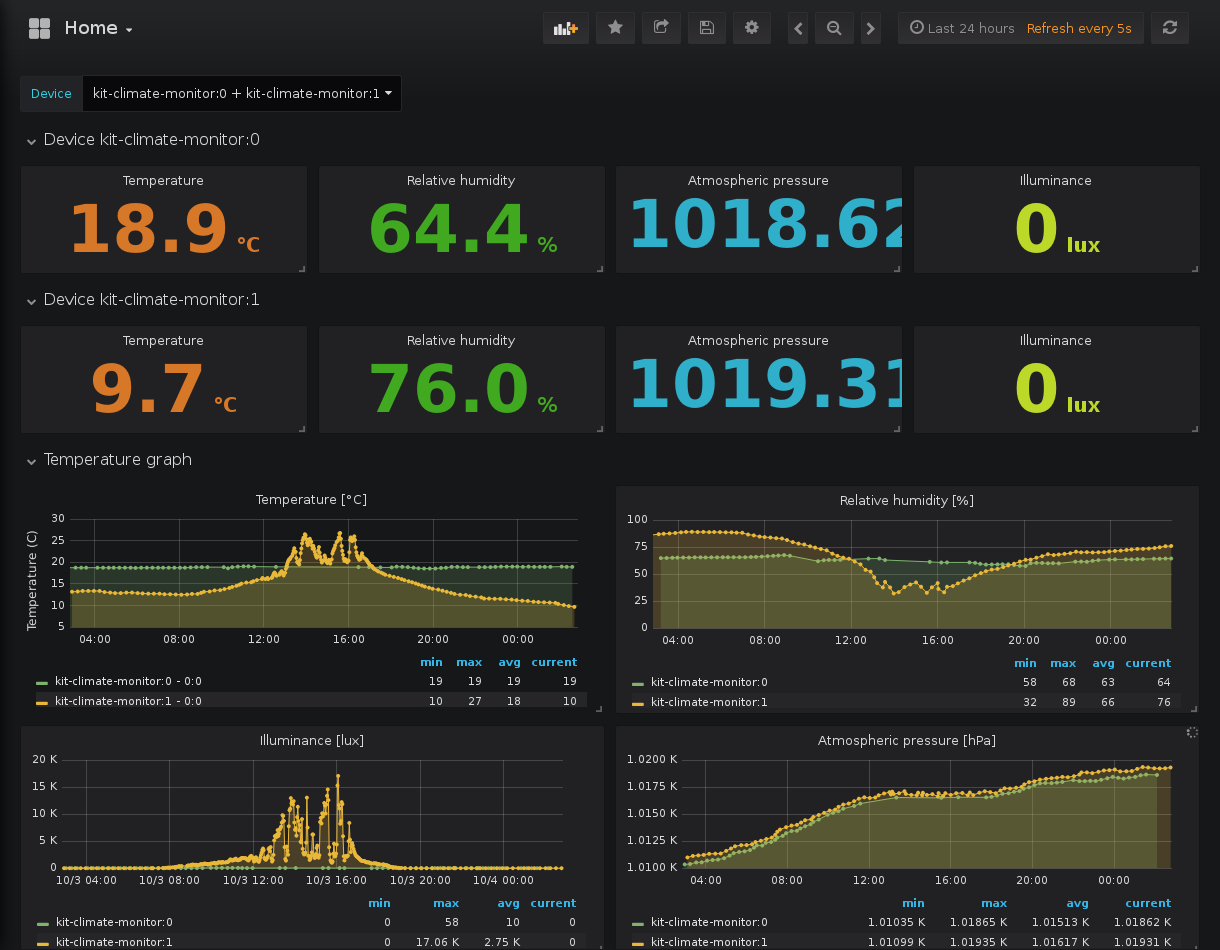 Home
Last 24 hours Refresh every 5s
Device kit-climate-monitor:0 + kit-climate-monitor:1
Device kit-climate-monitor:0
Temperature Relative humidity Atmospheric pressure Illuminance
18.9 °C 64.4 % 1018.62 0 lux
Device kit-climate-monitor:1
Temperature Relative humidity Atmospheric pressure Illuminance
9.7 °C 76.0 % 1019.31 0 lux
Temperature graph
Temperature [°C]
Temperature (C)
30
25
20
15
10
5
04:00 08:00 12:00 16:00 20:00 00:00
min max avg current
kit-climate-monitor:0 - 0:0 19 19 19 19
kit-climate-monitor:1 - 0:0 10 27 18 10
Relative humidity [%]
100
75
50
25
0
04:00 08:00 12:00 16:00 20:00 00:00
min max avg current
kit-climate-monitor:0 58 68 63 64
kit-climate-monitor:1 32 89 66 76
Illuminance [lux]
20 K
15 K
10 K
5 K
0
10/3 04:00 10/3 08:00 10/3 12:00 10/3 16:00 10/3 20:00 10/4 00:00
min max avg current
kit-climate-monitor:0 0 58 10 0
kit-climate-monitor:1 0 17.06 K 2.75 K 0
Atmospheric pressure [hPa]
1.0200 K
1.0175 K
1.0150 K
1.0125 K
1.0100 K
04:00 08:00 12:00 16:00 20:00 00:00
min max avg current
kit-climate-monitor:0 1.01035 K 1.01865 K 1.01513 K 1.01862 K
kit-climate-monitor:1 1.01099 K 1.01935 K 1.01617 K 1.01931 K